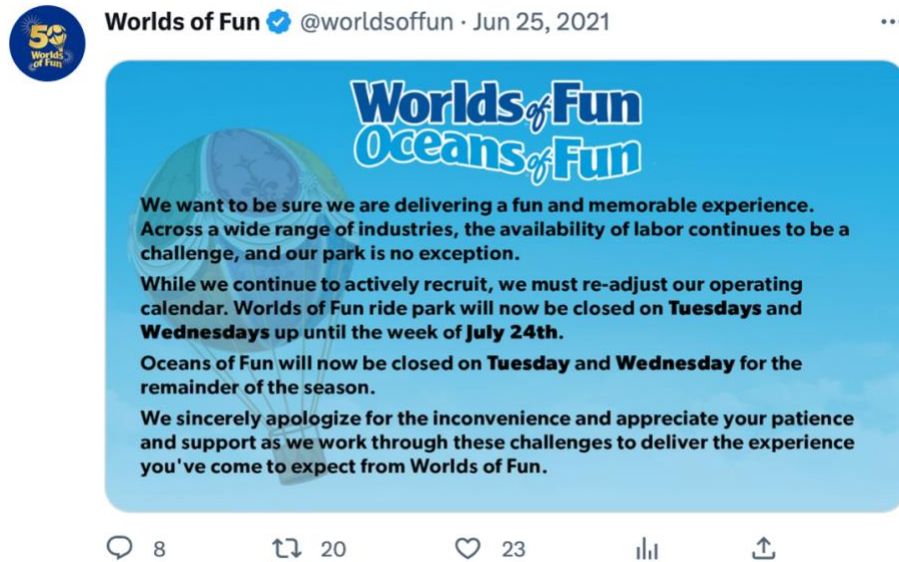 50
Worlds
of Fun
Worlds of Fun @worldsoffun · Jun 25, 2021
Worlds of Fun
Oceans of Fun
We want to be sure we are delivering a fun and memorable experience.
Across a wide range of industries, the availability of labor continues to be a
challenge, and our park is no exception.
While we continue to actively recruit, we must re-adjust our operating
calendar. Worlds of Fun ride park will now be closed on Tuesdays and
Wednesdays up until the week of July 24th.
Oceans of Fun will now be closed on Tuesday and Wednesday for the
remainder of the season.
We sincerely apologize for the inconvenience and appreciate your patience
and support as we work through these challenges to deliver the experience
you've come to expect from Worlds of Fun.
8 20 23